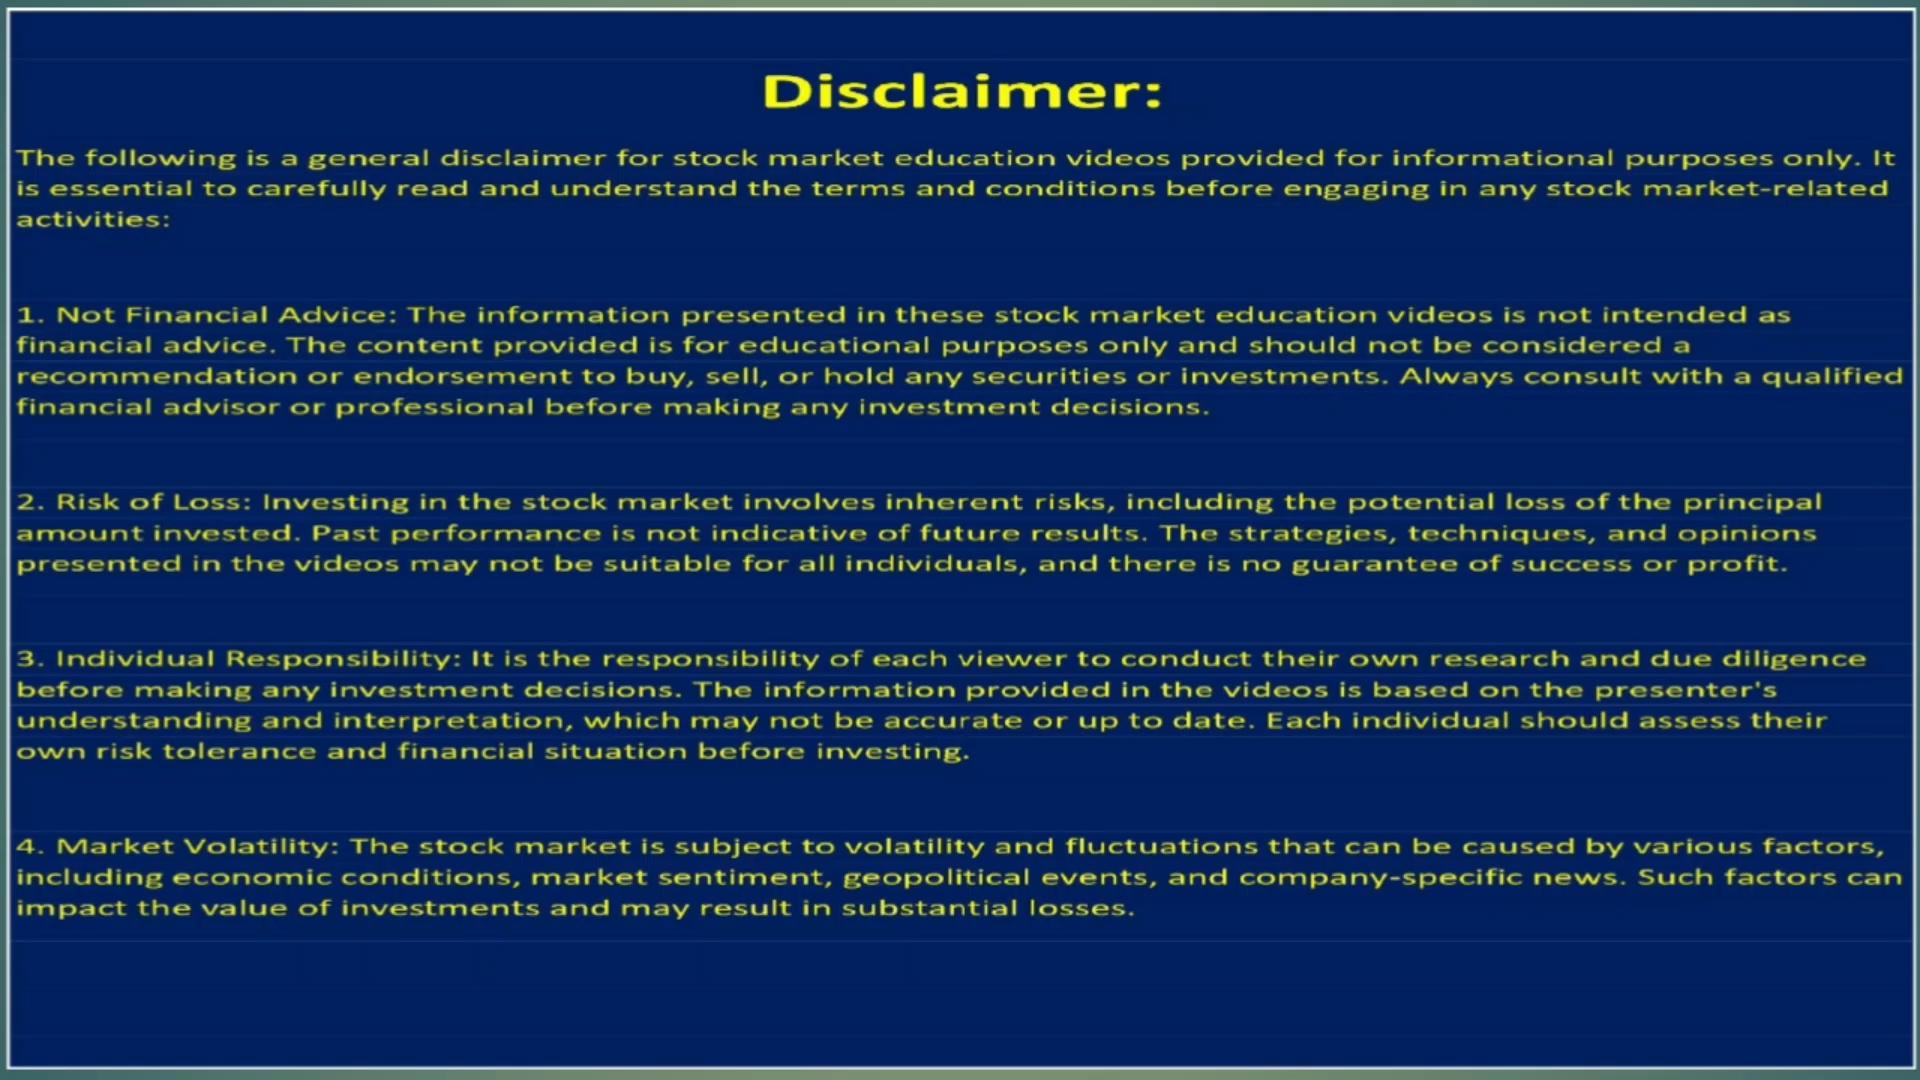 Disclaimer:
The following is a general disclaimer for stock market education videos provided for informational purposes only. It
is essential to carefully read and understand the terms and conditions before engaging in any stock market-related
activities:
1. Not Financial Advice: The information presented in these stock market education videos is not intended as
financial advice. The content provided is for educational purposes only and should not be considered a
recommendation or endorsement to buy, sell, or hold any securities or investments. Always consult with a qualified
financial advisor or professional before making any investment decisions.
2. Risk of Loss: Investing in the stock market involves inherent risks, including the potential loss of the principal
amount invested. Past performance is not indicative of future results. The strategies, techniques, and opinions
presented in the videos may not be suitable for all individuals, and there is no guarantee of success or profit.
3. Individual Responsibility: It is the responsibility of each viewer to conduct their own research and due diligence
before making any investment decisions. The information provided in the videos is based on the presenter's
understanding and interpretation, which may not be accurate or up to date. Each individual should assess their
own risk tolerance and financial situation before investing.
4. Market Volatility: The stock market is subject to volatility and fluctuations that can be caused by various factors,
including economic conditions, market sentiment, geopolitical events, and company-specific news. Such factors can
impact the value of investments and may result in substantial losses.